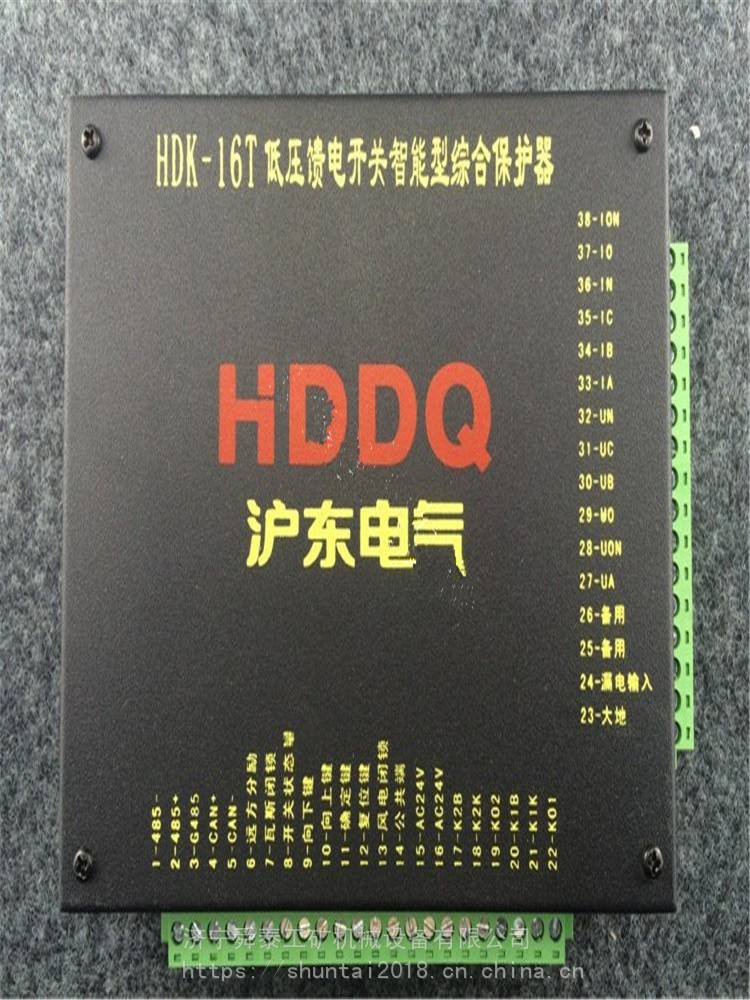 HDK-16T 低压馈电开关智能型综合保护器
38-ION
37-IO
36-IN
35-IC
34-IB
33-IA
32-UN
31-UC
30-UB
29-WO
28-UON
27-UA
26-备用
25-备用
24-漏电输入
23-大地
HDDQ
沪东电气
1-485-
2-485+
3-G485
4-CAN+
5-CAN-
6-远方分励
7-瓦斯闭锁
8-开关状态量
9-向下键
10-向上键
11-确定键
12-复位键
13-风电闭锁
14-公共端
15-AC24V
16-AC24V
17-K2B
18-K2K
19-K02
20-K1B
21-K1K
22-K01
济宁舜泰工矿机械设备有限公司
https://shuntai2018.cn.china.cn